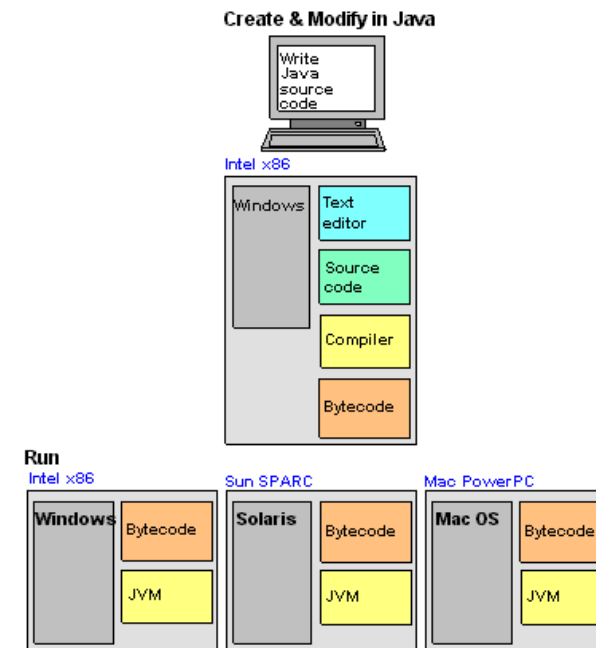 Create & Modify in Java
Write
Java
source
code
Intel x86
Windows
Text
editor
Source
code
Compiler
Bytecode
Run
Intel x86
Sun SPARC
Mac PowerPC
Windows
Bytecode
JVM
Solaris
Bytecode
JVM
Mac OS
Bytecode
JVM